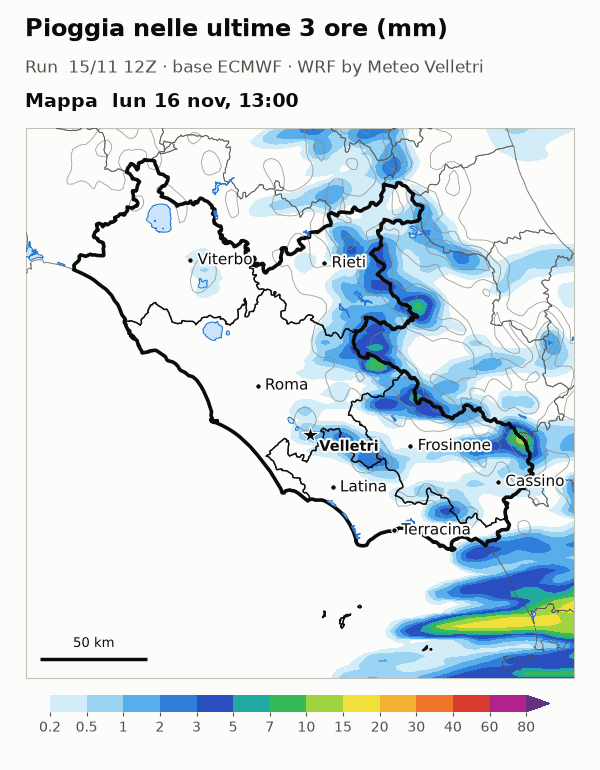 Pioggia nelle ultime 3 ore (mm)
Run  15/11 12Z · base ECMWF · WRF by Meteo Velletri
Mappa  lun 16 nov, 13:00
Viterbo
Rieti
Roma
Velletri
Frosinone
Latina
Cassino
Terracina
50 km
0.2 0.5 1 2 3 5 7 10 15 20 30 40 60 80